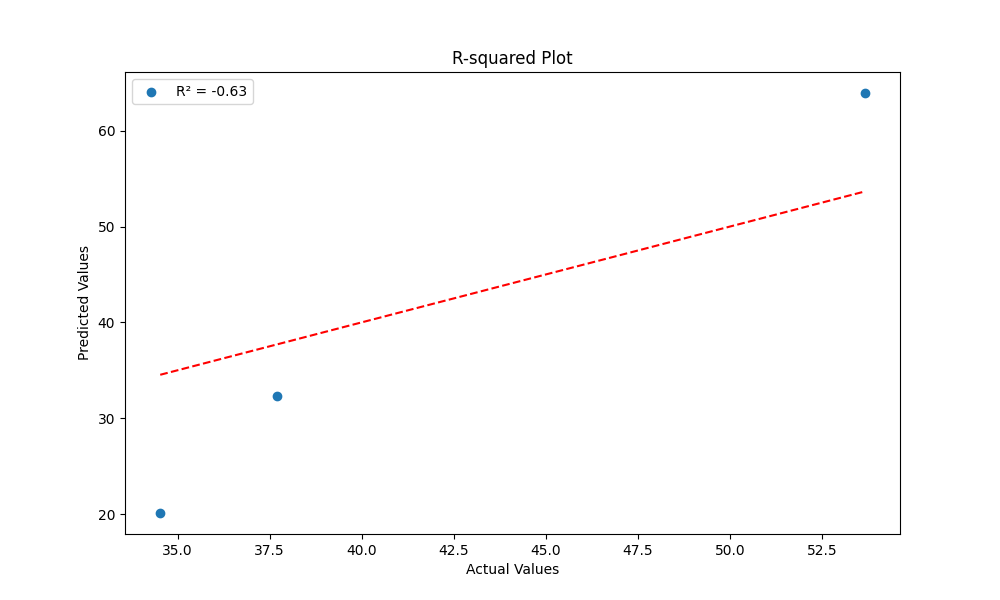 R-squared Plot
R² = -0.63
60
50
40
30
20
Predicted Values
35.0 37.5 40.0 42.5 45.0 47.5 50.0 52.5
Actual Values